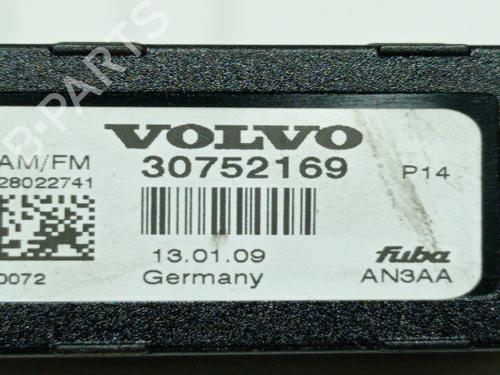 VOLVO
AM/FM
30752169
P14
28022741
0072
13.01.09
Germany
fuba
AN3AA
B-PARTS